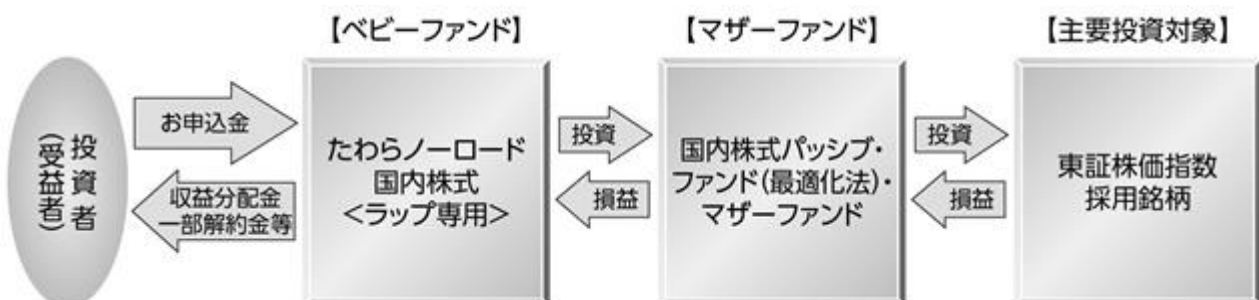 【ベビーファンド】
【マザーファンド】
【主要投資対象】
投資者
(受益者)
お申込金
収益分配金
一部解約金等
たわらノーロード
国内株式
<ラップ専用>
投資
損益
国内株式パッシブ・
ファンド(最適化法)・
マザーファンド
投資
損益
東証株価指数
採用銘柄